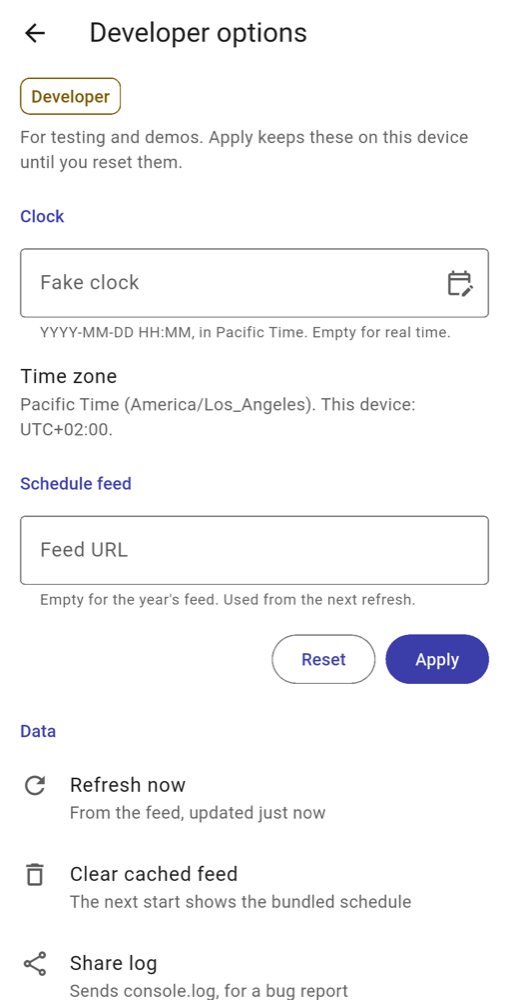 Developer options
Developer
For testing and demos. Apply keeps these on this device
until you reset them.
Clock
Fake clock
YYYY-MM-DD HH:MM, in Pacific Time. Empty for real time.
Time zone
Pacific Time (America/Los_Angeles). This device:
UTC+02:00.
Schedule feed
Feed URL
Empty for the year's feed. Used from the next refresh.
Reset
Apply
Data
Refresh now
From the feed, updated just now
Clear cached feed
The next start shows the bundled schedule
Share log
Sends console.log, for a bug report